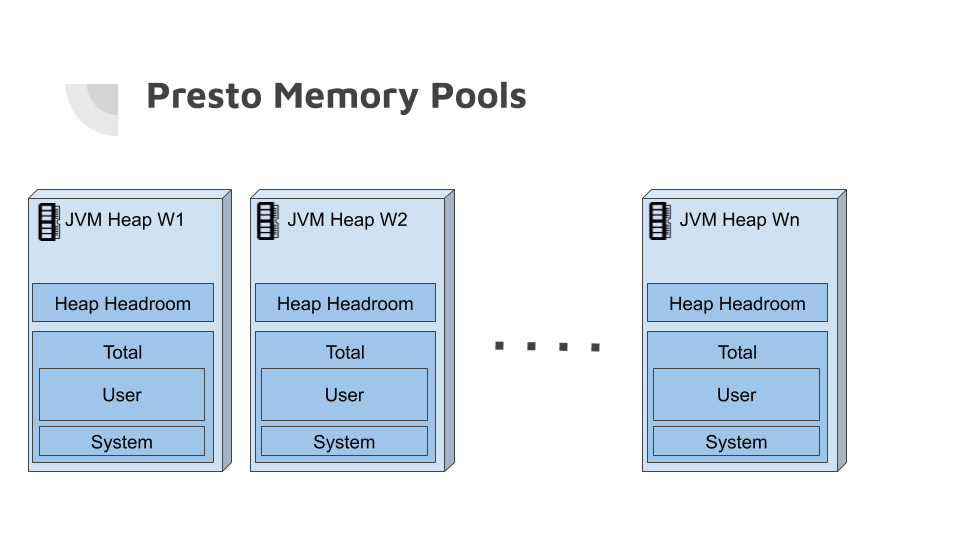 Presto Memory Pools
JVM Heap W1
Heap Headroom
Total
User
System
JVM Heap W2
Heap Headroom
Total
User
System
JVM Heap Wn
Heap Headroom
Total
User
System